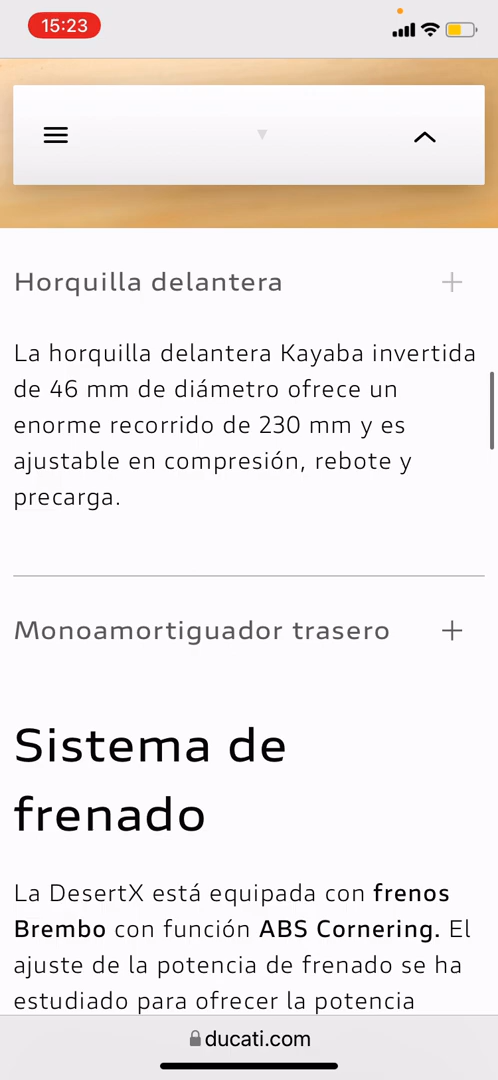 15:23
Horquilla delantera
La horquilla delantera Kayaba invertida
de 46 mm de diámetro ofrece un
enorme recorrido de 230 mm y es
ajustable en compresión, rebote y
precarga.
Monoamortiguador trasero
Sistema de
frenado
La DesertX está equipada con frenos
Brembo con función ABS Cornering. El
ajuste de la potencia de frenado se ha
estudiado para ofrecer la potencia
ducati.com